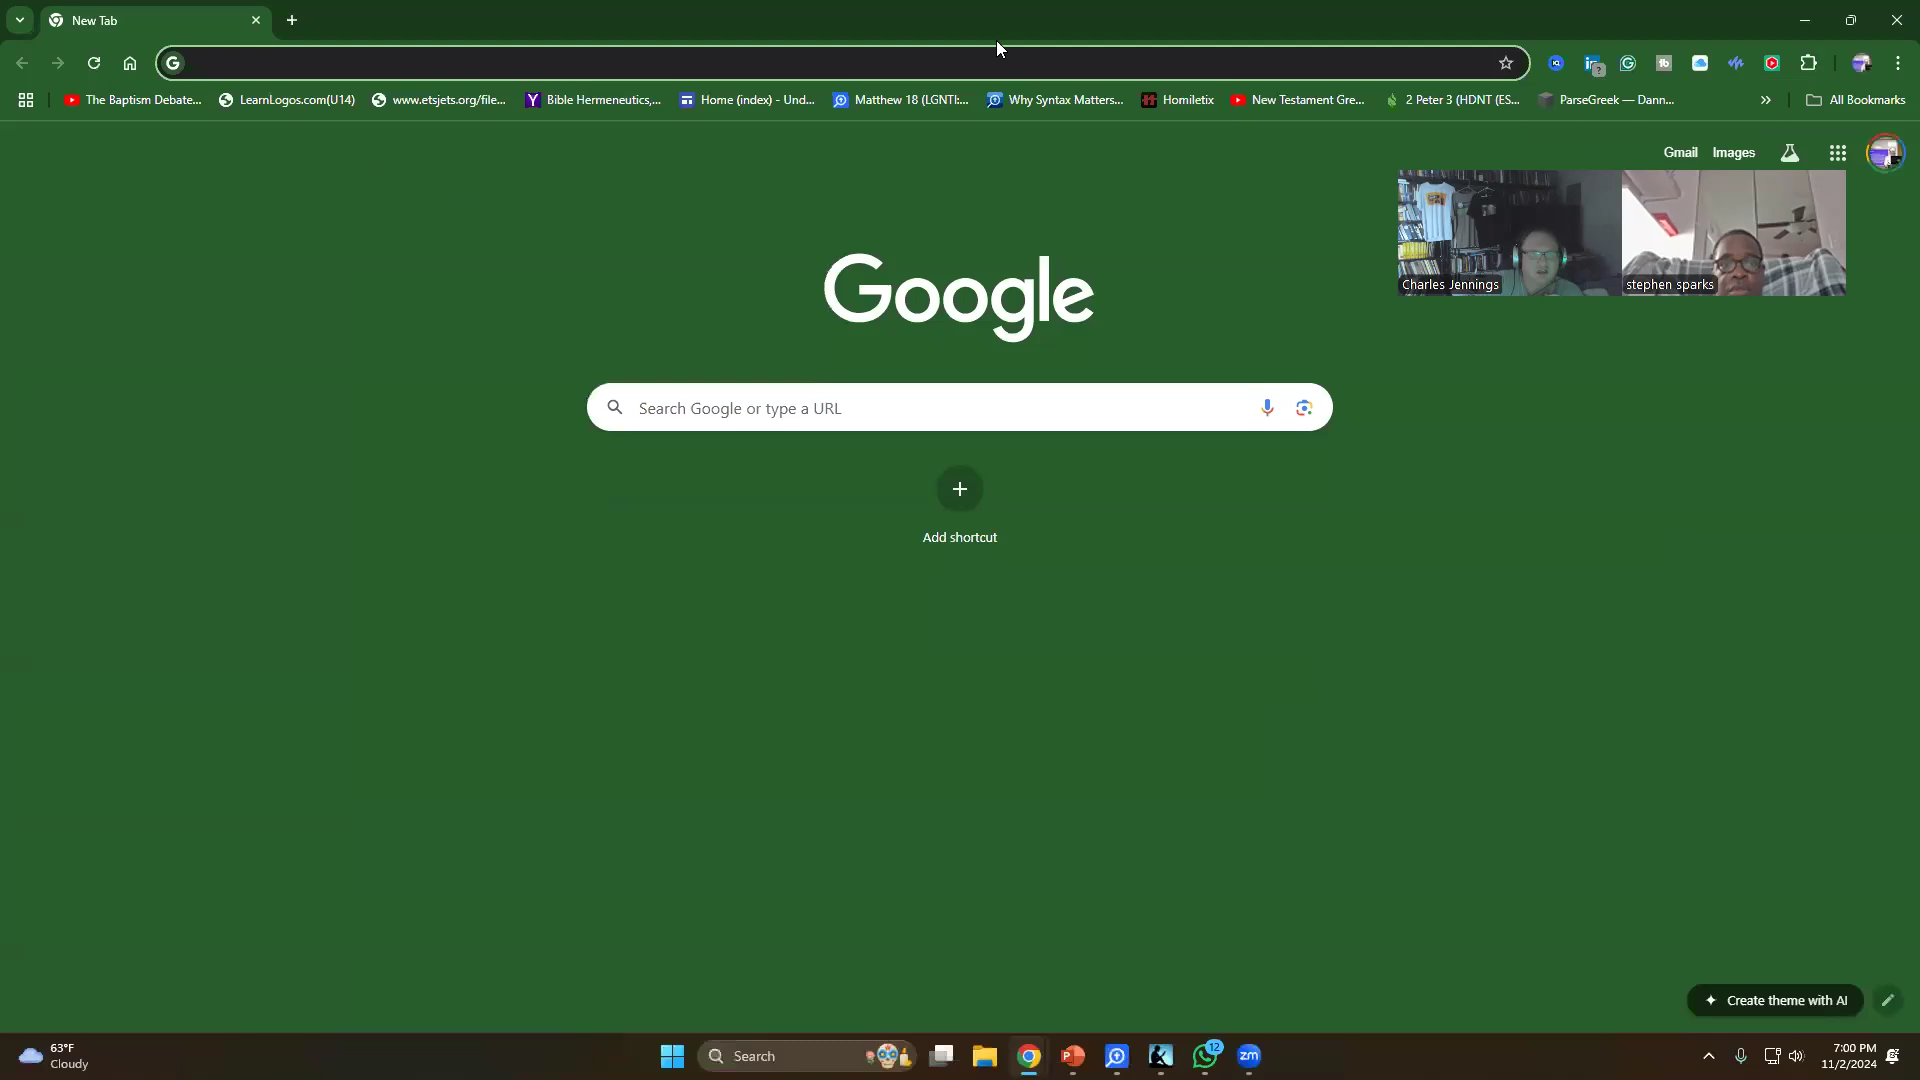 New Tab
The Baptism Debate...
LearnLogos.com(U14)
www.etsjets.org/file...
Bible Hermeneutics,...
Home (index) - Und...
Matthew 18 (LGNTI:...
Why Syntax Matters...
Homiletix
New Testament Gre...
2 Peter 3 (HDNT (ES...
ParseGreek — Dann...
All Bookmarks
Gmail
Images
Charles Jennings
stephen sparks
Google
Search Google or type a URL
Add shortcut
Create theme with AI
63°F
Cloudy
Search
12
zm
7:00 PM
11/2/2024